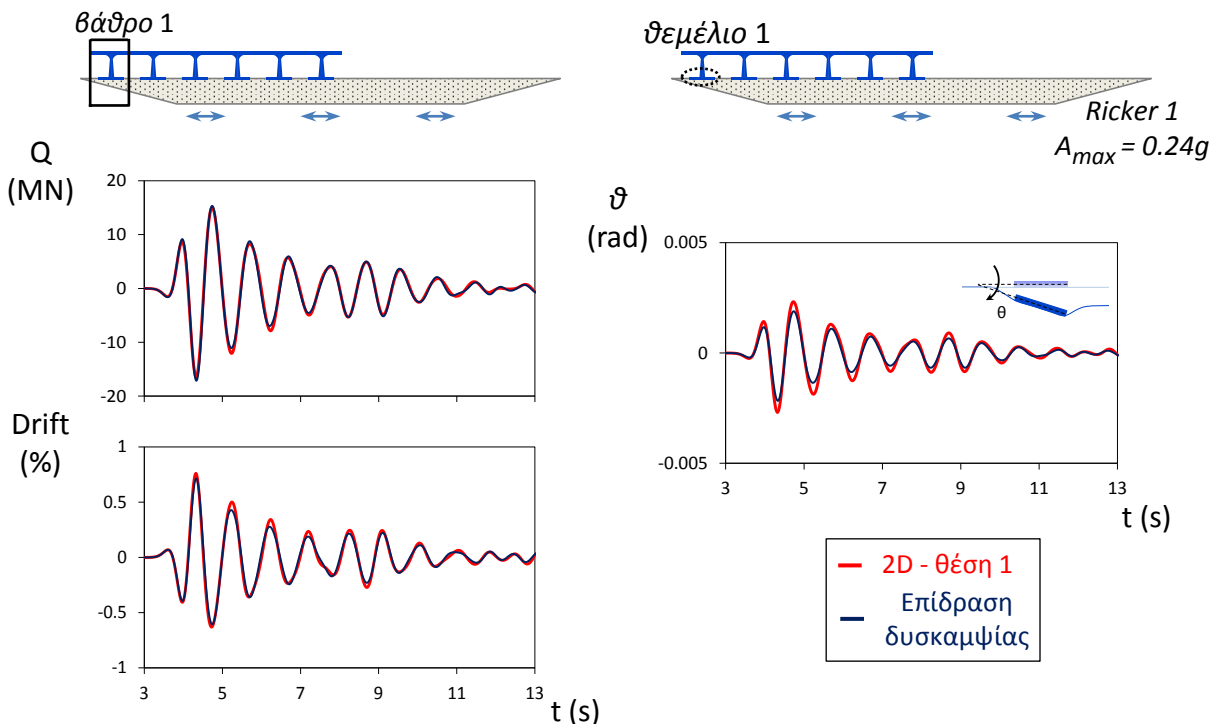 βάθρο 1
θεμέλιο 1
Ricker 1
A_max = 0.24g
Q
(MN)
20
10
0
-10
-20
Drift
(%)
1
0.5
0
-0.5
-1
3 5 7 9 11 13
t (s)
ϑ
(rad)
0.005
0
-0.005
θ
3 5 7 9 11 13
t (s)
2D - θέση 1
Επίδραση
δυσκαμψίας